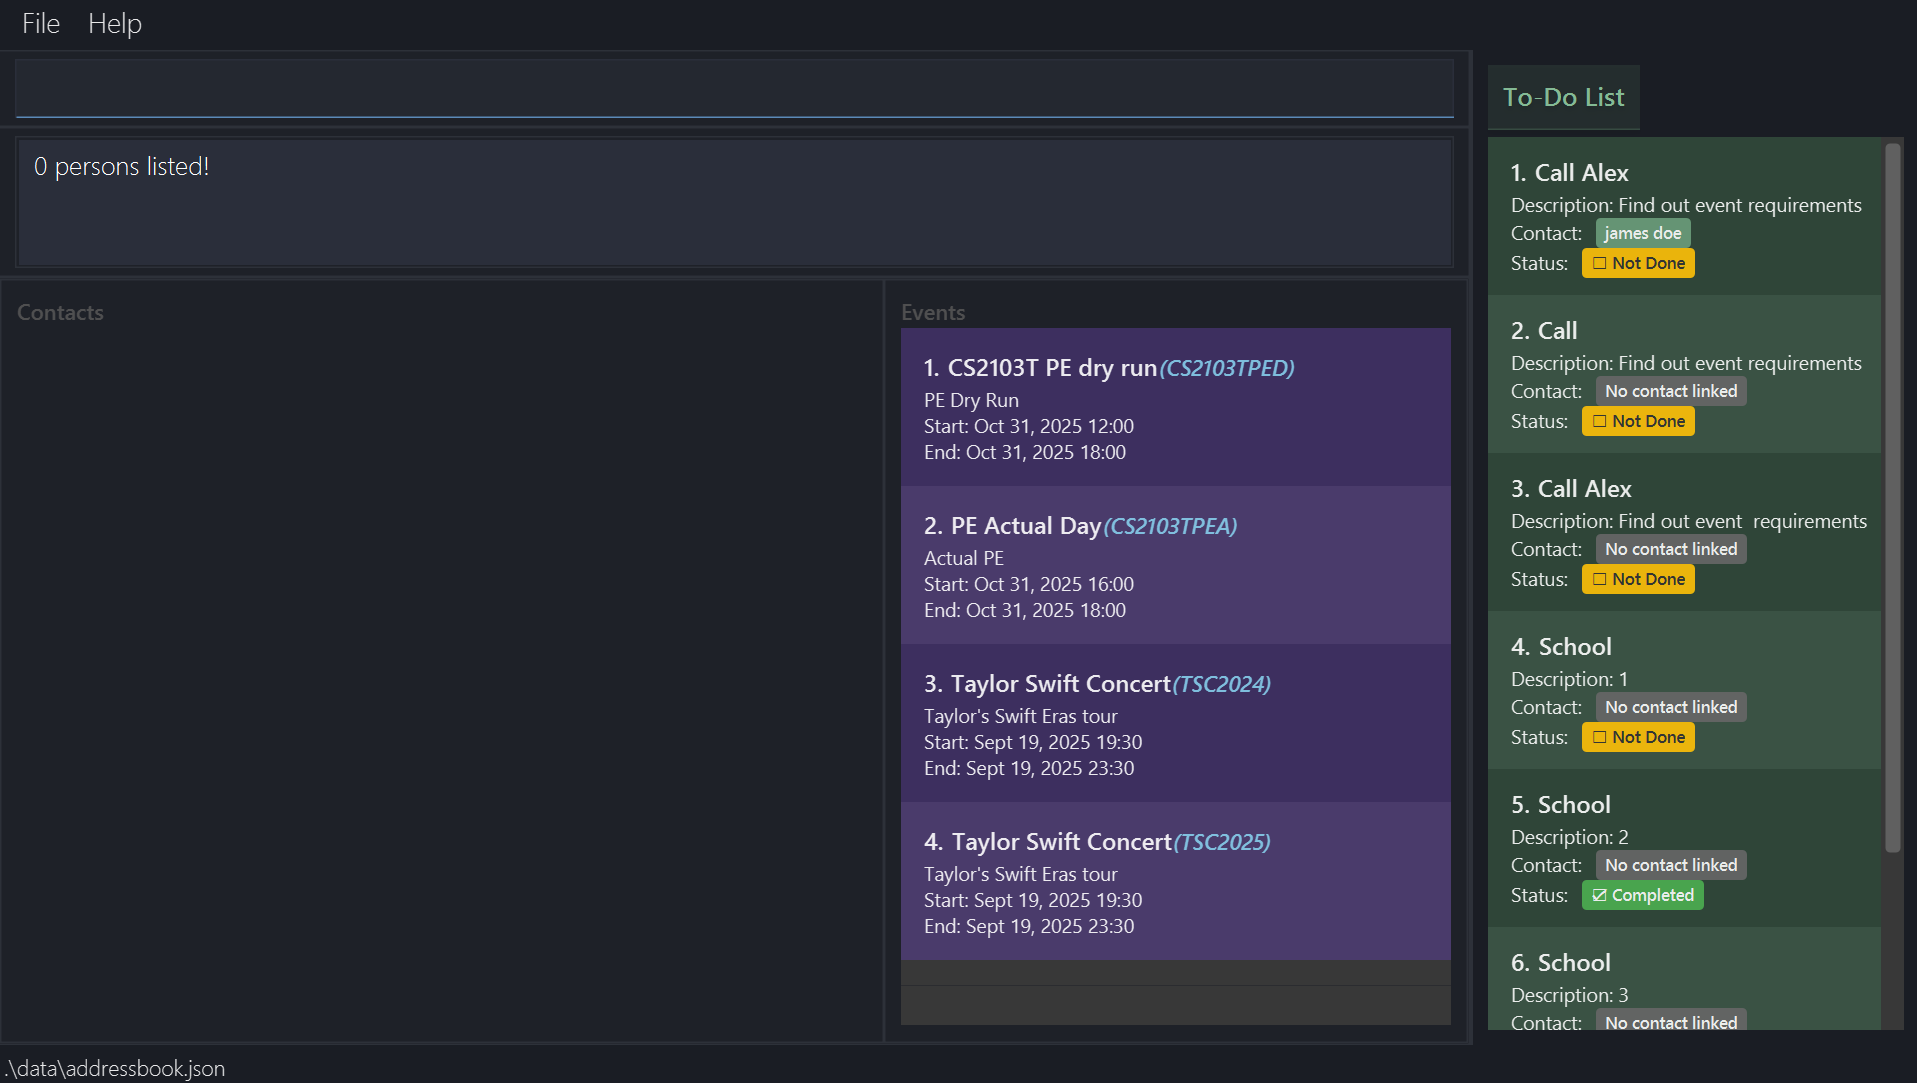 File Help
0 persons listed!
Contacts
Events
1. CS2103T PE dry run(CS2103TPED)
PE Dry Run
Start: Oct 31, 2025 12:00
End: Oct 31, 2025 18:00
2. PE Actual Day(CS2103TPEA)
Actual PE
Start: Oct 31, 2025 16:00
End: Oct 31, 2025 18:00
3. Taylor Swift Concert(TSC2024)
Taylor's Swift Eras tour
Start: Sept 19, 2025 19:30
End: Sept 19, 2025 23:30
4. Taylor Swift Concert(TSC2025)
Taylor's Swift Eras tour
Start: Sept 19, 2025 19:30
End: Sept 19, 2025 23:30
To-Do List
1. Call Alex
Description: Find out event requirements
Contact: james doe
Status: ☐ Not Done
2. Call
Description: Find out event requirements
Contact: No contact linked
Status: ☐ Not Done
3. Call Alex
Description: Find out event  requirements
Contact: No contact linked
Status: ☐ Not Done
4. School
Description: 1
Contact: No contact linked
Status: ☐ Not Done
5. School
Description: 2
Contact: No contact linked
Status: ☑ Completed
6. School
Description: 3
Contact: No contact linked
.\data\addressbook.json